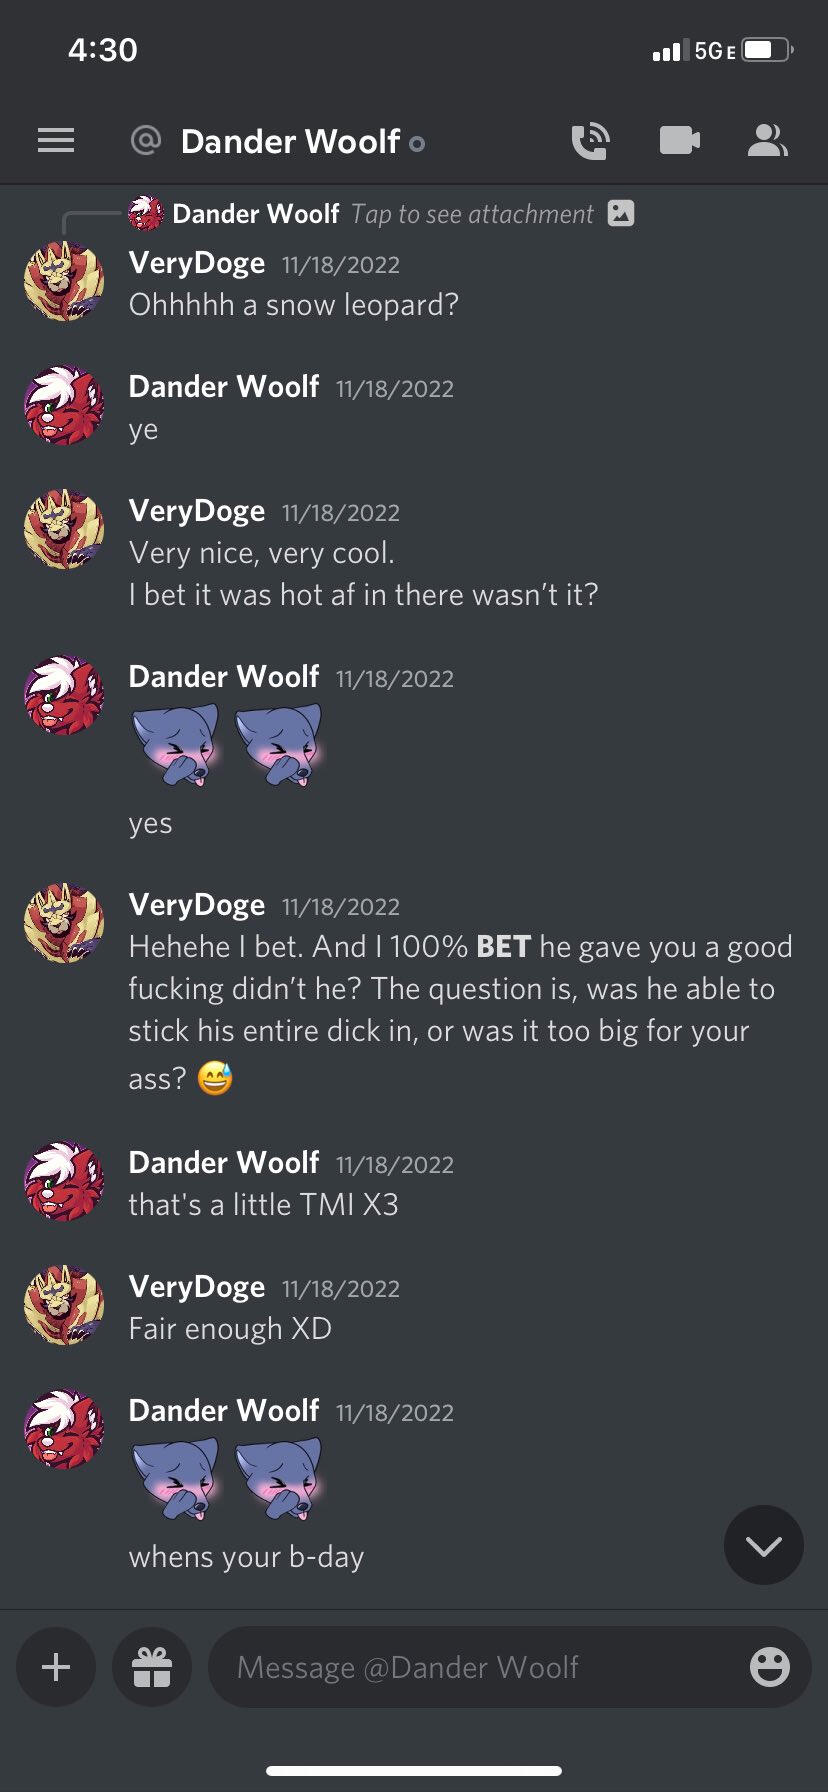 4:30
5G E
@ Dander Woolf
Dander Woolf Tap to see attachment
VeryDoge 11/18/2022
Ohhhhh a snow leopard?
Dander Woolf 11/18/2022
ye
VeryDoge 11/18/2022
Very nice, very cool.
I bet it was hot af in there wasn’t it?
Dander Woolf 11/18/2022
yes
VeryDoge 11/18/2022
Hehehe I bet. And I 100% BET he gave you a good
fucking didn’t he? The question is, was he able to
stick his entire dick in, or was it too big for your
ass? 😅
Dander Woolf 11/18/2022
that's a little TMI X3
VeryDoge 11/18/2022
Fair enough XD
Dander Woolf 11/18/2022
whens your b-day
Message @Dander Woolf